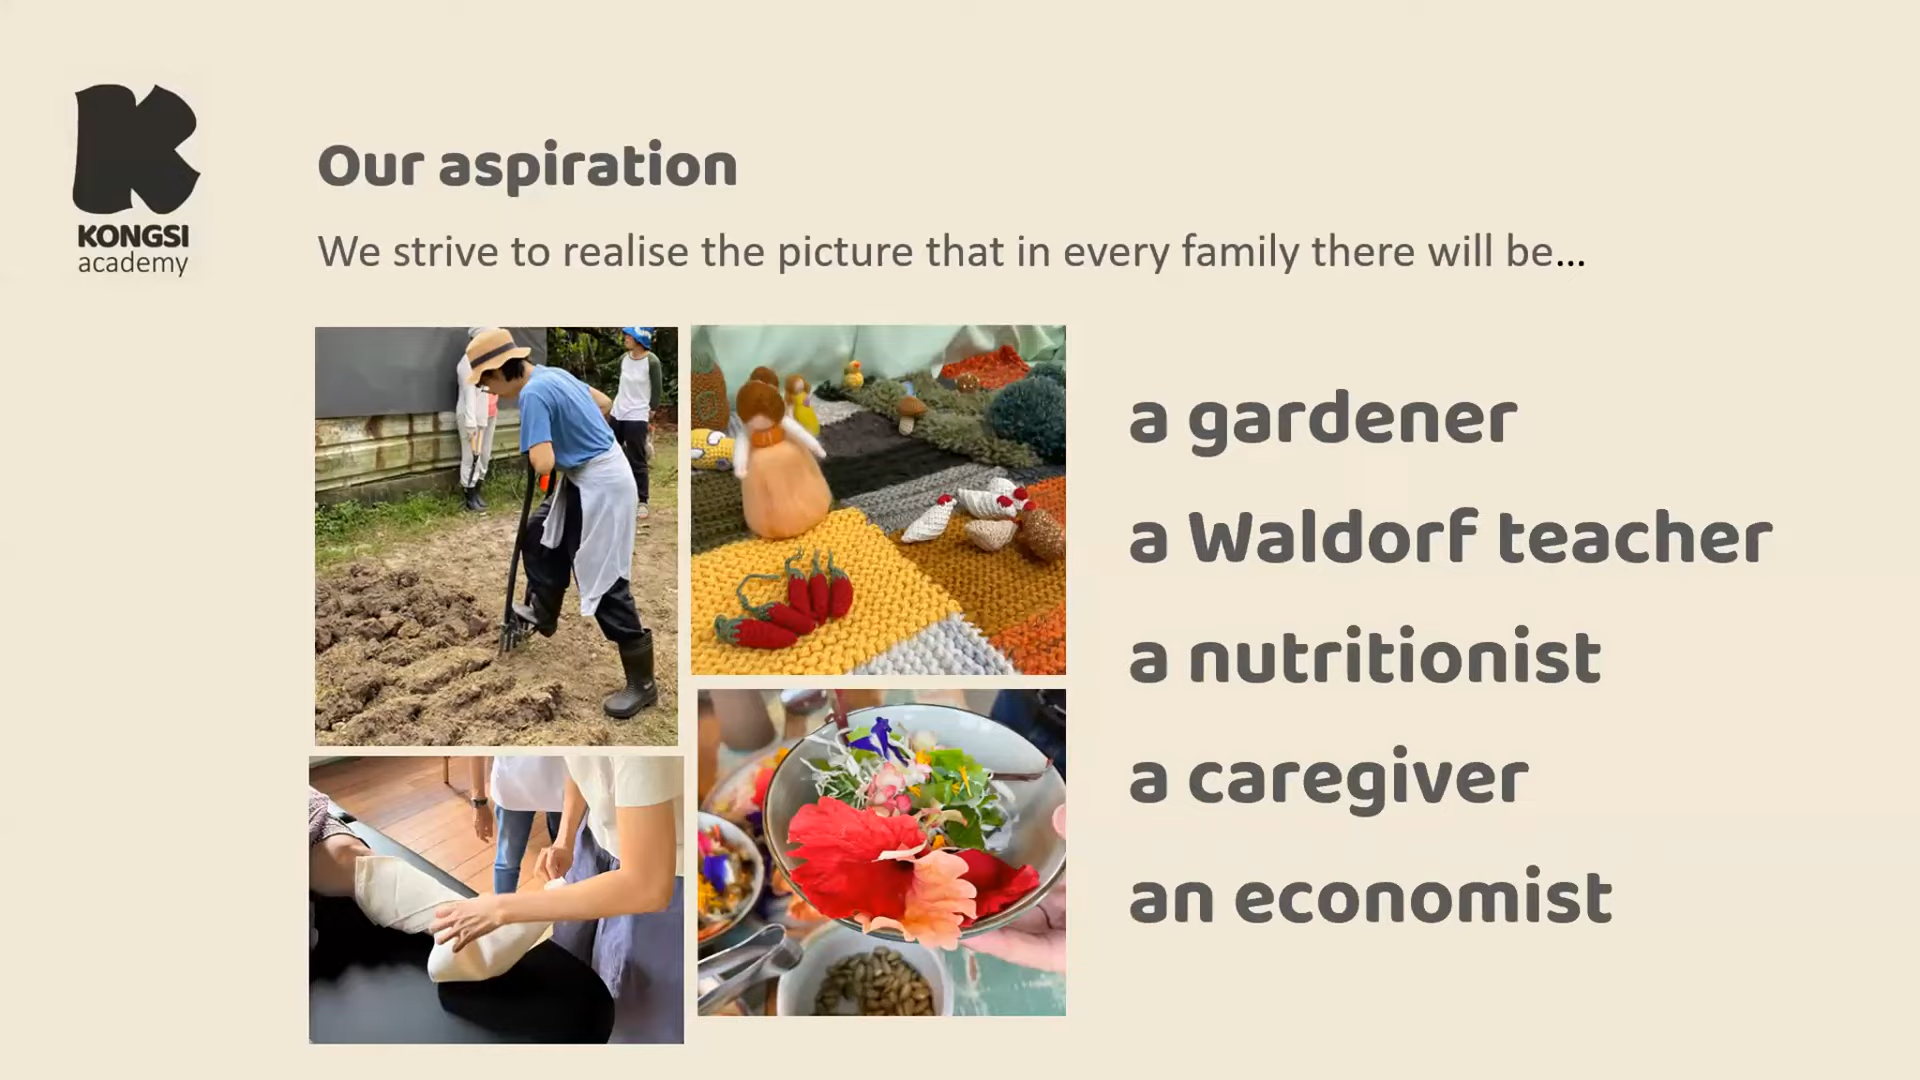 KONGSI
academy
Our aspiration
We strive to realise the picture that in every family there will be...
a gardener
a Waldorf teacher
a nutritionist
a caregiver
an economist